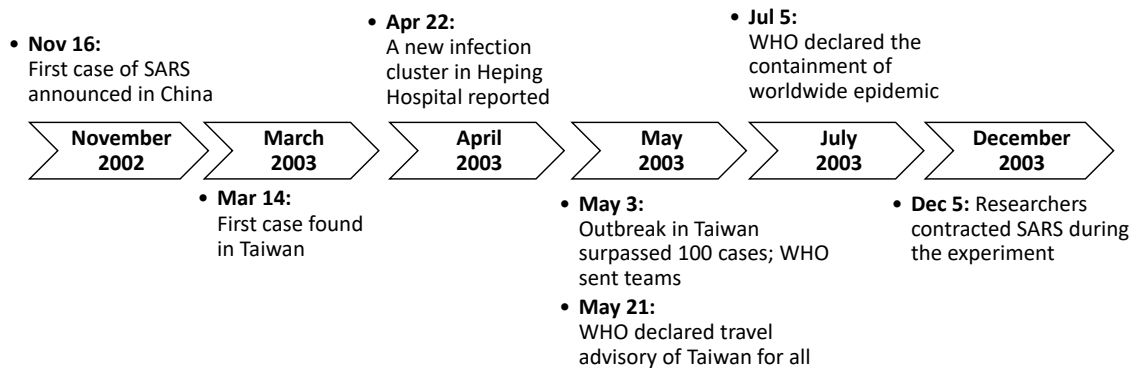 • Nov 16:
First case of SARS
announced in China
• Apr 22:
A new infection
cluster in Heping
Hospital reported
• Jul 5:
WHO declared the
containment of
worldwide epidemic
November
2002
March
2003
April
2003
May
2003
July
2003
December
2003
• Mar 14:
First case found
in Taiwan
• May 3:
Outbreak in Taiwan
surpassed 100 cases; WHO
sent teams
• May 21:
WHO declared travel
advisory of Taiwan for all
• Dec 5: Researchers
contracted SARS during
the experiment